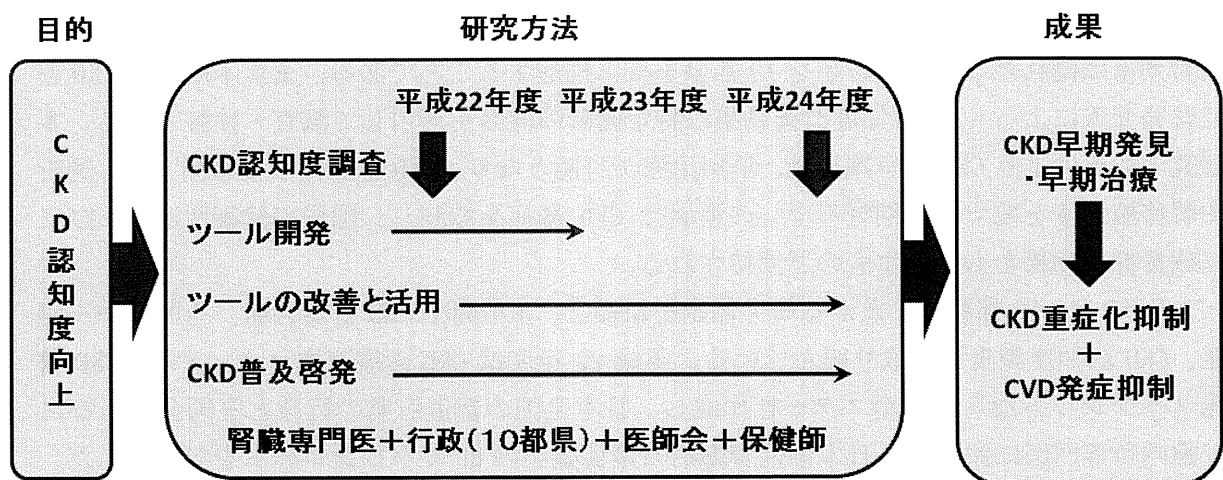 目的
研究方法
成果
CKD認知度向上
平成22年度 平成23年度 平成24年度
CKD認知度調査
ツール開発
ツールの改善と活用
CKD普及啓発
腎臓専門医＋行政(10都県)＋医師会＋保健師
CKD早期発見
・早期治療
CKD重症化抑制
＋
CVD発症抑制